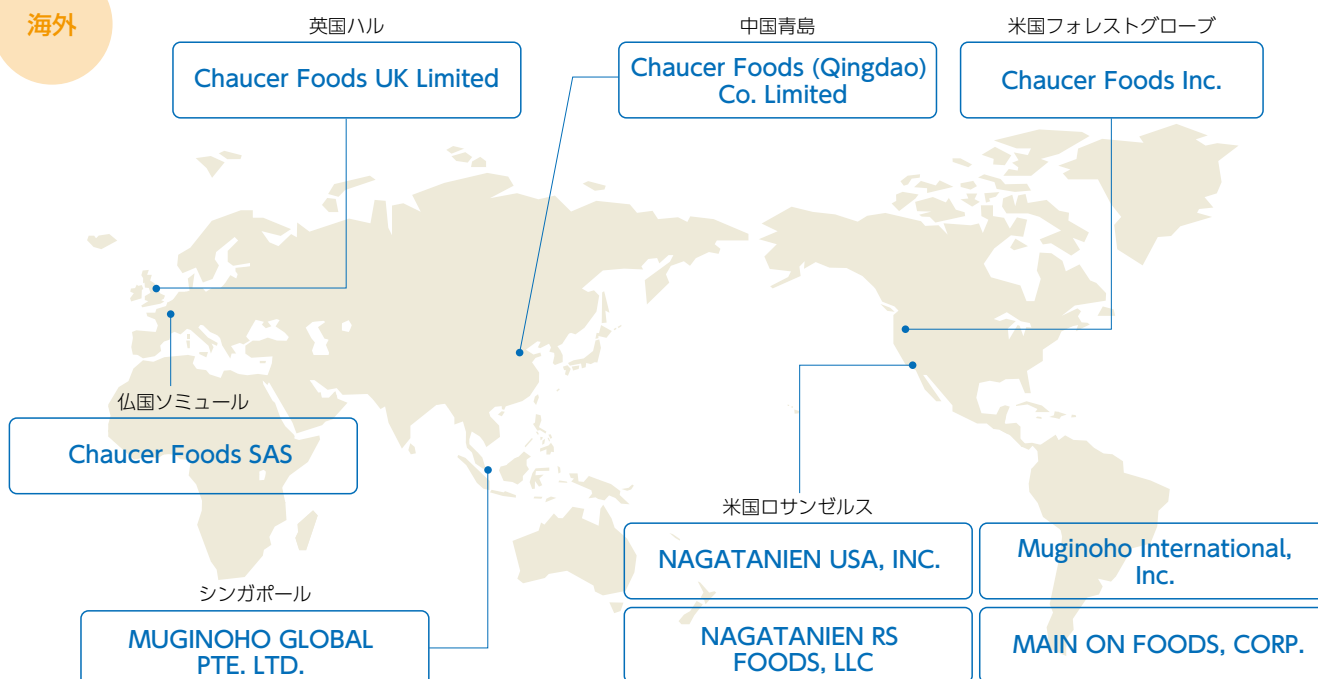 海外
英国ハル
Chaucer Foods UK Limited
中国青島
Chaucer Foods (Qingdao)
Co. Limited
米国フォレストグローブ
Chaucer Foods Inc.
仏国ソミュール
Chaucer Foods SAS
シンガポール
MUGINOHO GLOBAL
PTE. LTD.
米国ロサンゼルス
NAGATANIEN USA, INC.
Muginoho International,
Inc.
NAGATANIEN RS
FOODS, LLC
MAIN ON FOODS, CORP.